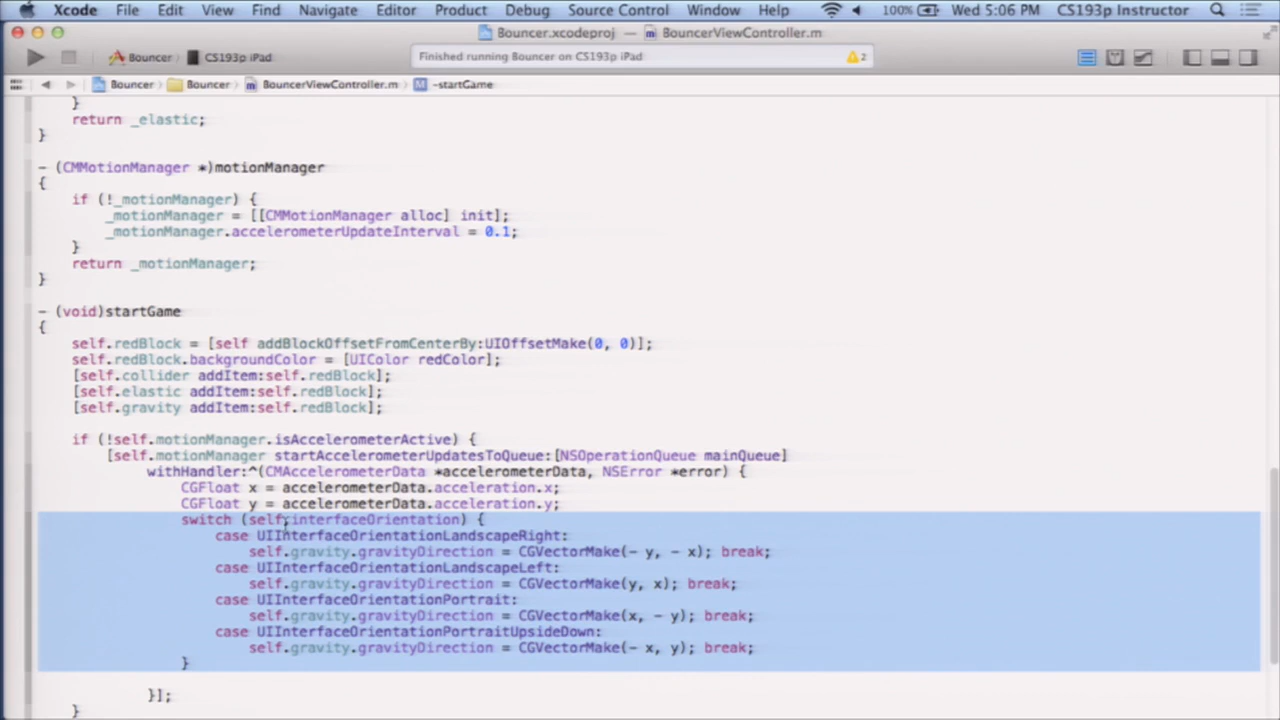 Xcode File Edit View Find Navigate Editor Product Debug Source Control Window Help 100% Wed 5:06 PM CS193p Instructor
Bouncer.xcodeproj — BouncerViewController.m
Bouncer CS193p iPad Finished running Bouncer on CS193p iPad 2
Bouncer Bouncer BouncerViewController.m M -startGame
}
return _elastic;
}
- (CMMotionManager *)motionManager
{
if (!_motionManager) {
_motionManager = [[CMMotionManager alloc] init];
_motionManager.accelerometerUpdateInterval = 0.1;
}
return _motionManager;
}
- (void)startGame
{
self.redBlock = [self addBlockOffsetFromCenterBy:UIOffsetMake(0, 0)];
self.redBlock.backgroundColor = [UIColor redColor];
[self.collider addItem:self.redBlock];
[self.elastic addItem:self.redBlock];
[self.gravity addItem:self.redBlock];
if (!self.motionManager.isAccelerometerActive) {
[self.motionManager startAccelerometerUpdatesToQueue:[NSOperationQueue mainQueue]
withHandler:^(CMAccelerometerData *accelerometerData, NSError *error) {
CGFloat x = accelerometerData.acceleration.x;
CGFloat y = accelerometerData.acceleration.y;
switch (self.interfaceOrientation) {
case UIInterfaceOrientationLandscapeRight:
self.gravity.gravityDirection = CGVectorMake(- y, - x); break;
case UIInterfaceOrientationLandscapeLeft:
self.gravity.gravityDirection = CGVectorMake(y, x); break;
case UIInterfaceOrientationPortrait:
self.gravity.gravityDirection = CGVectorMake(x, - y); break;
case UIInterfaceOrientationPortraitUpsideDown:
self.gravity.gravityDirection = CGVectorMake(- x, y); break;
}
}];
}